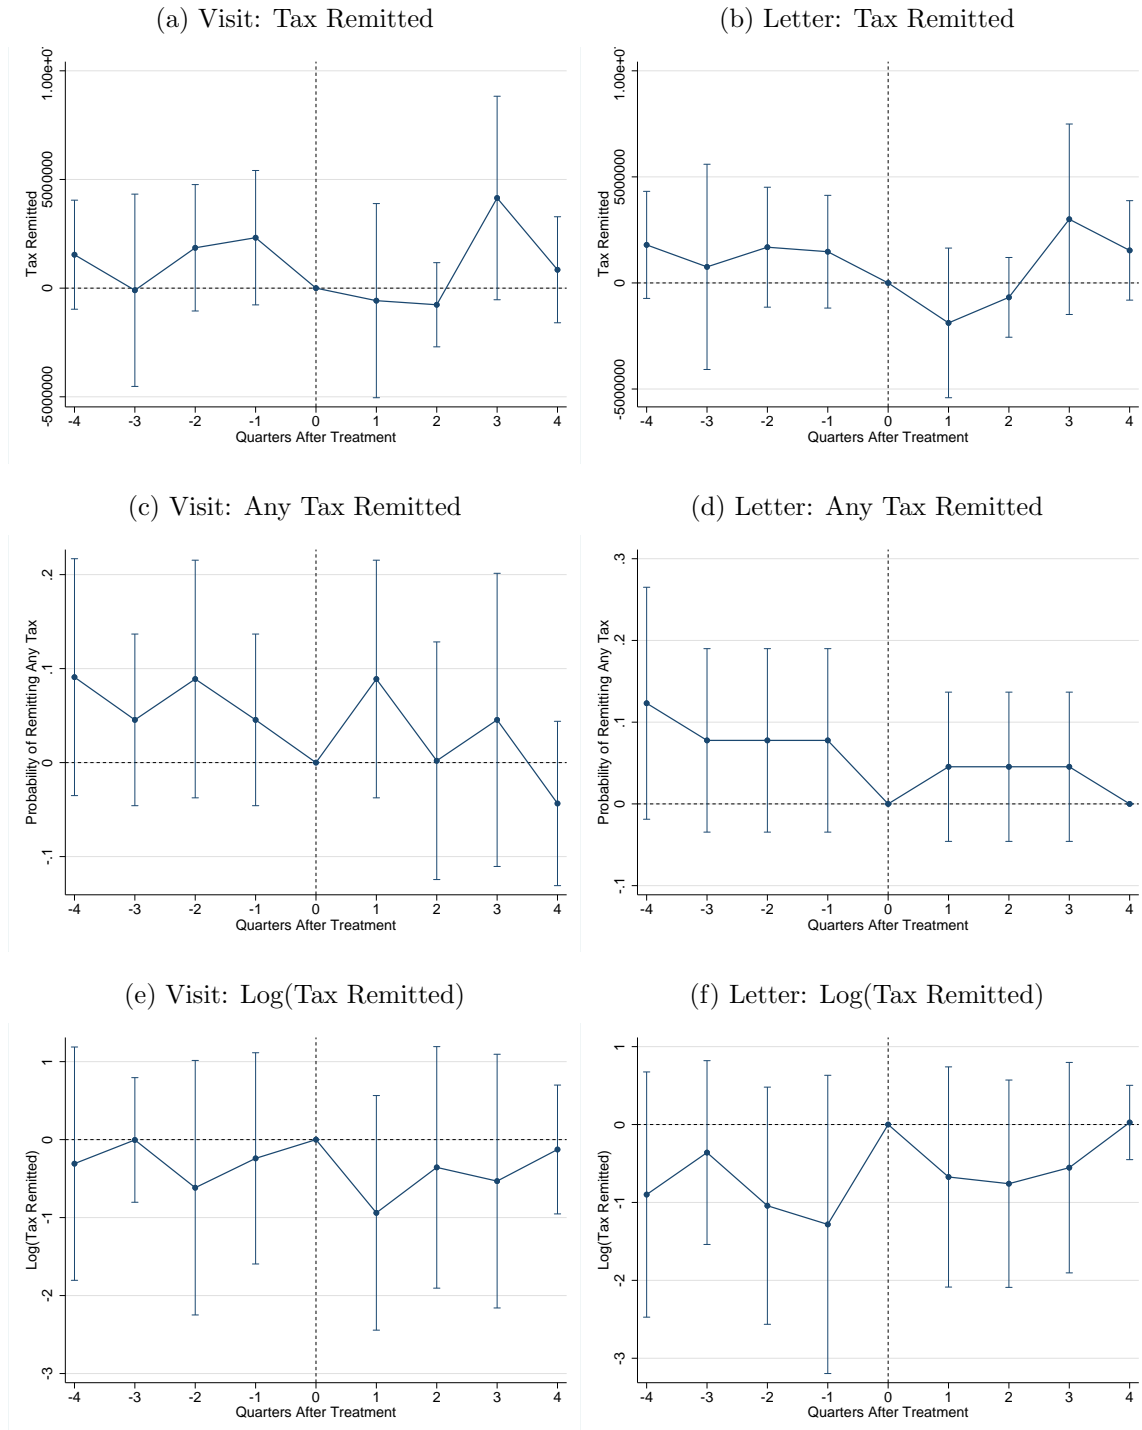 (a) Visit: Tax Remitted
(b) Letter: Tax Remitted
Tax Remitted
-5000000 0 5000000 1.00e+0
-4 -3 -2 -1 0 1 2 3 4
Quarters After Treatment
Tax Remitted
-5000000 0 5000000 1.00e+0
-4 -3 -2 -1 0 1 2 3 4
Quarters After Treatment
(c) Visit: Any Tax Remitted
(d) Letter: Any Tax Remitted
Probability of Remitting Any Tax
-.1 0 .1 .2
-4 -3 -2 -1 0 1 2 3 4
Quarters After Treatment
Probability of Remitting Any Tax
-.1 0 .1 .2 .3
-4 -3 -2 -1 0 1 2 3 4
Quarters After Treatment
(e) Visit: Log(Tax Remitted)
(f) Letter: Log(Tax Remitted)
Log(Tax Remitted)
-3 -2 -1 0 1
-4 -3 -2 -1 0 1 2 3 4
Quarters After Treatment
Log(Tax Remitted)
-3 -2 -1 0 1
-4 -3 -2 -1 0 1 2 3 4
Quarters After Treatment